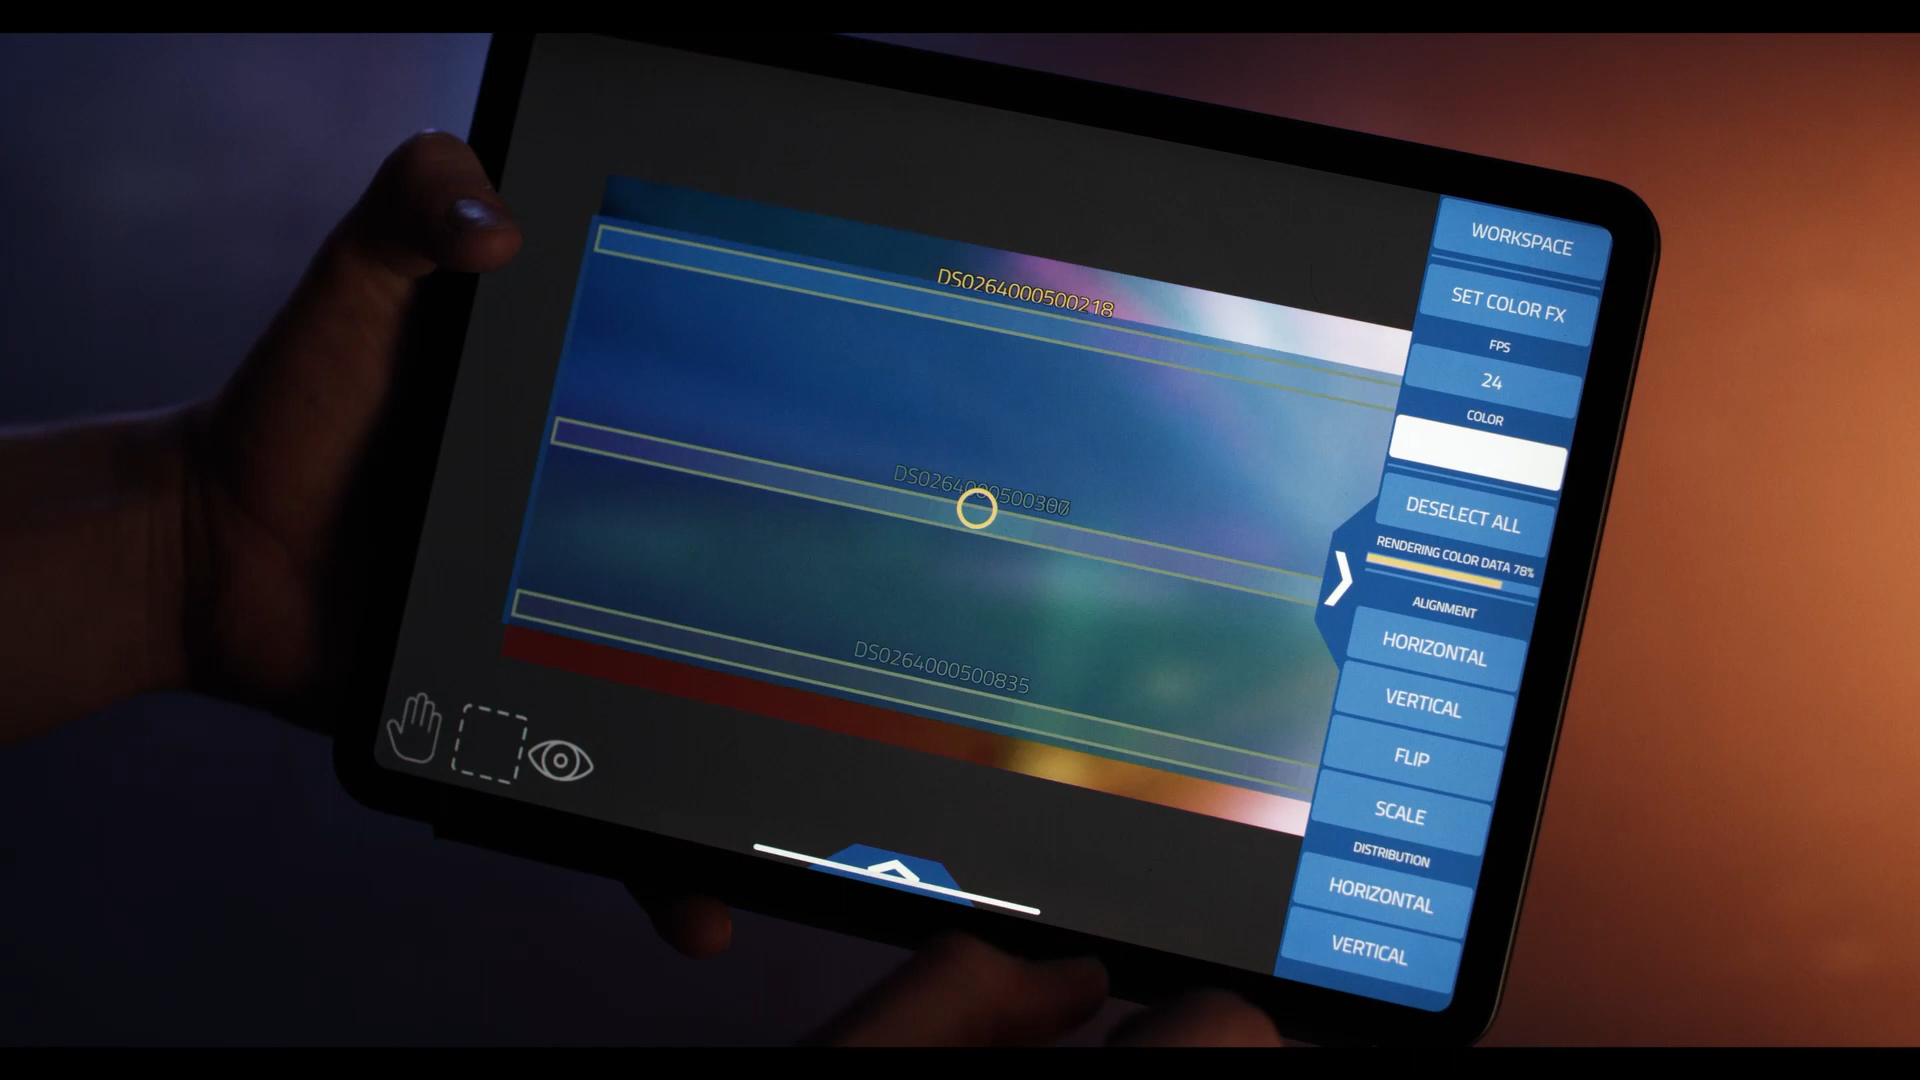 DS0264000500218
DS0264000500835
WORKSPACE
SET COLOR FX
FPS
24
COLOR
DESELECT ALL
RENDERING COLOR DATA 78%
ALIGNMENT
HORIZONTAL
VERTICAL
FLIP
SCALE
DISTRIBUTION
HORIZONTAL
VERTICAL